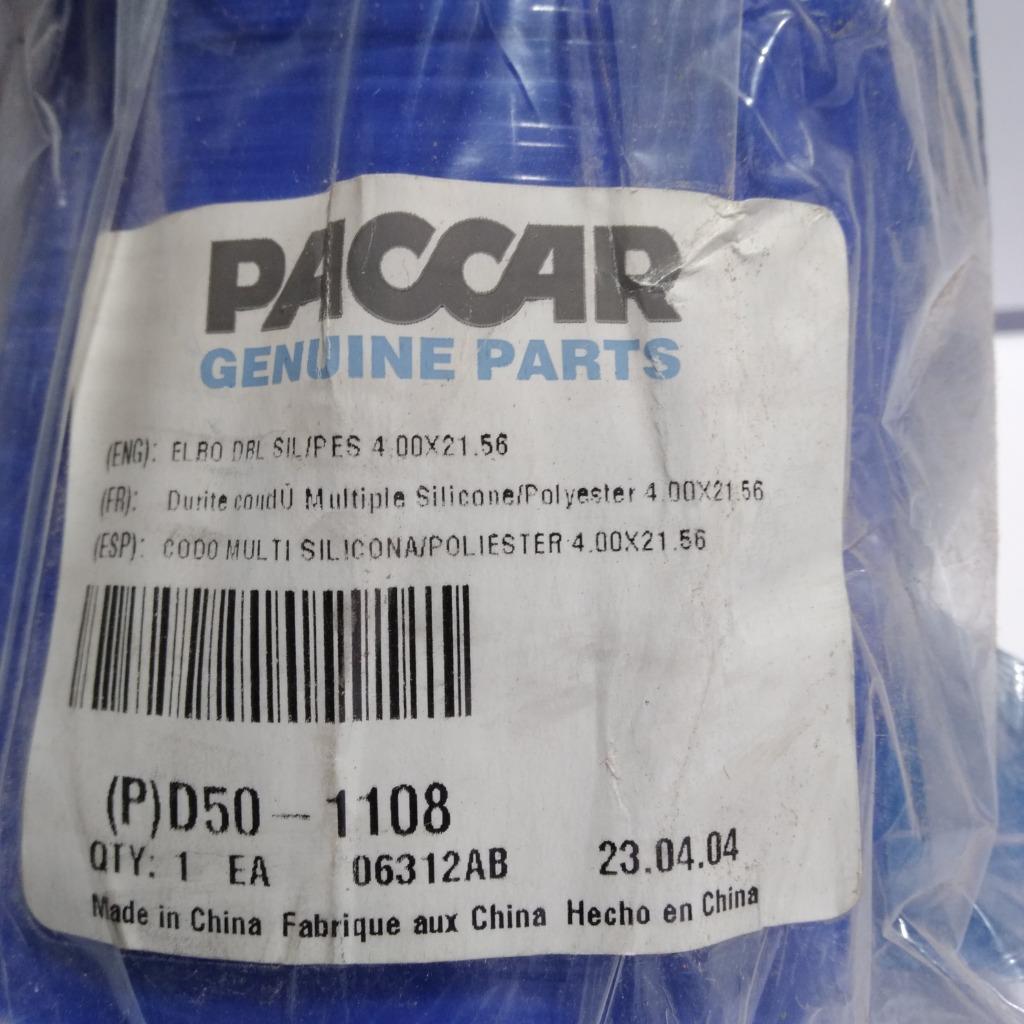 PACCAR
GENUINE PARTS
(ENG): ELBO DBL SIL/PES 4.00X21.56
(FR): Durite coudÛ Multiple Silicone/Polyester 4.00X21.56
(ESP): CODO MULTI SILICONA/POLIESTER 4.00X21.56
(P)D50-1108
QTY: 1 EA 06312AB 23.04.04
Made in China Fabrique aux China Hecho en China